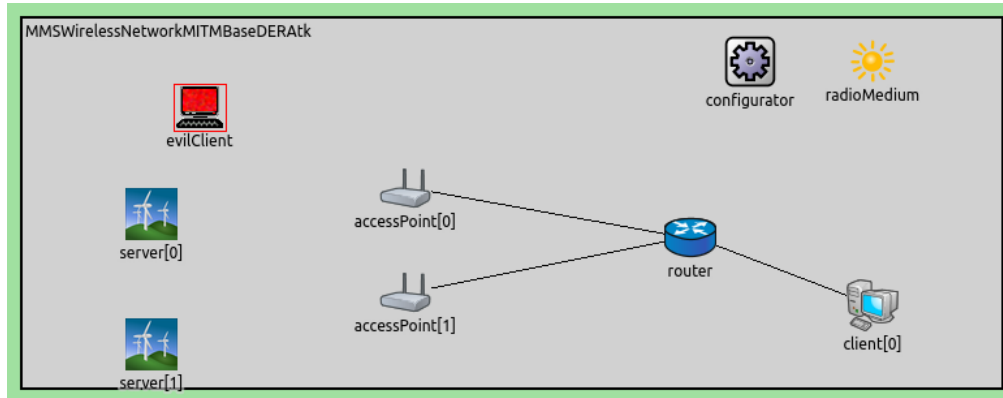 MMSWirelessNetworkMITMBaseDERAtk
configurator
radioMedium
evilClient
accessPoint[0]
server[0]
router
accessPoint[1]
client[0]
server[1]